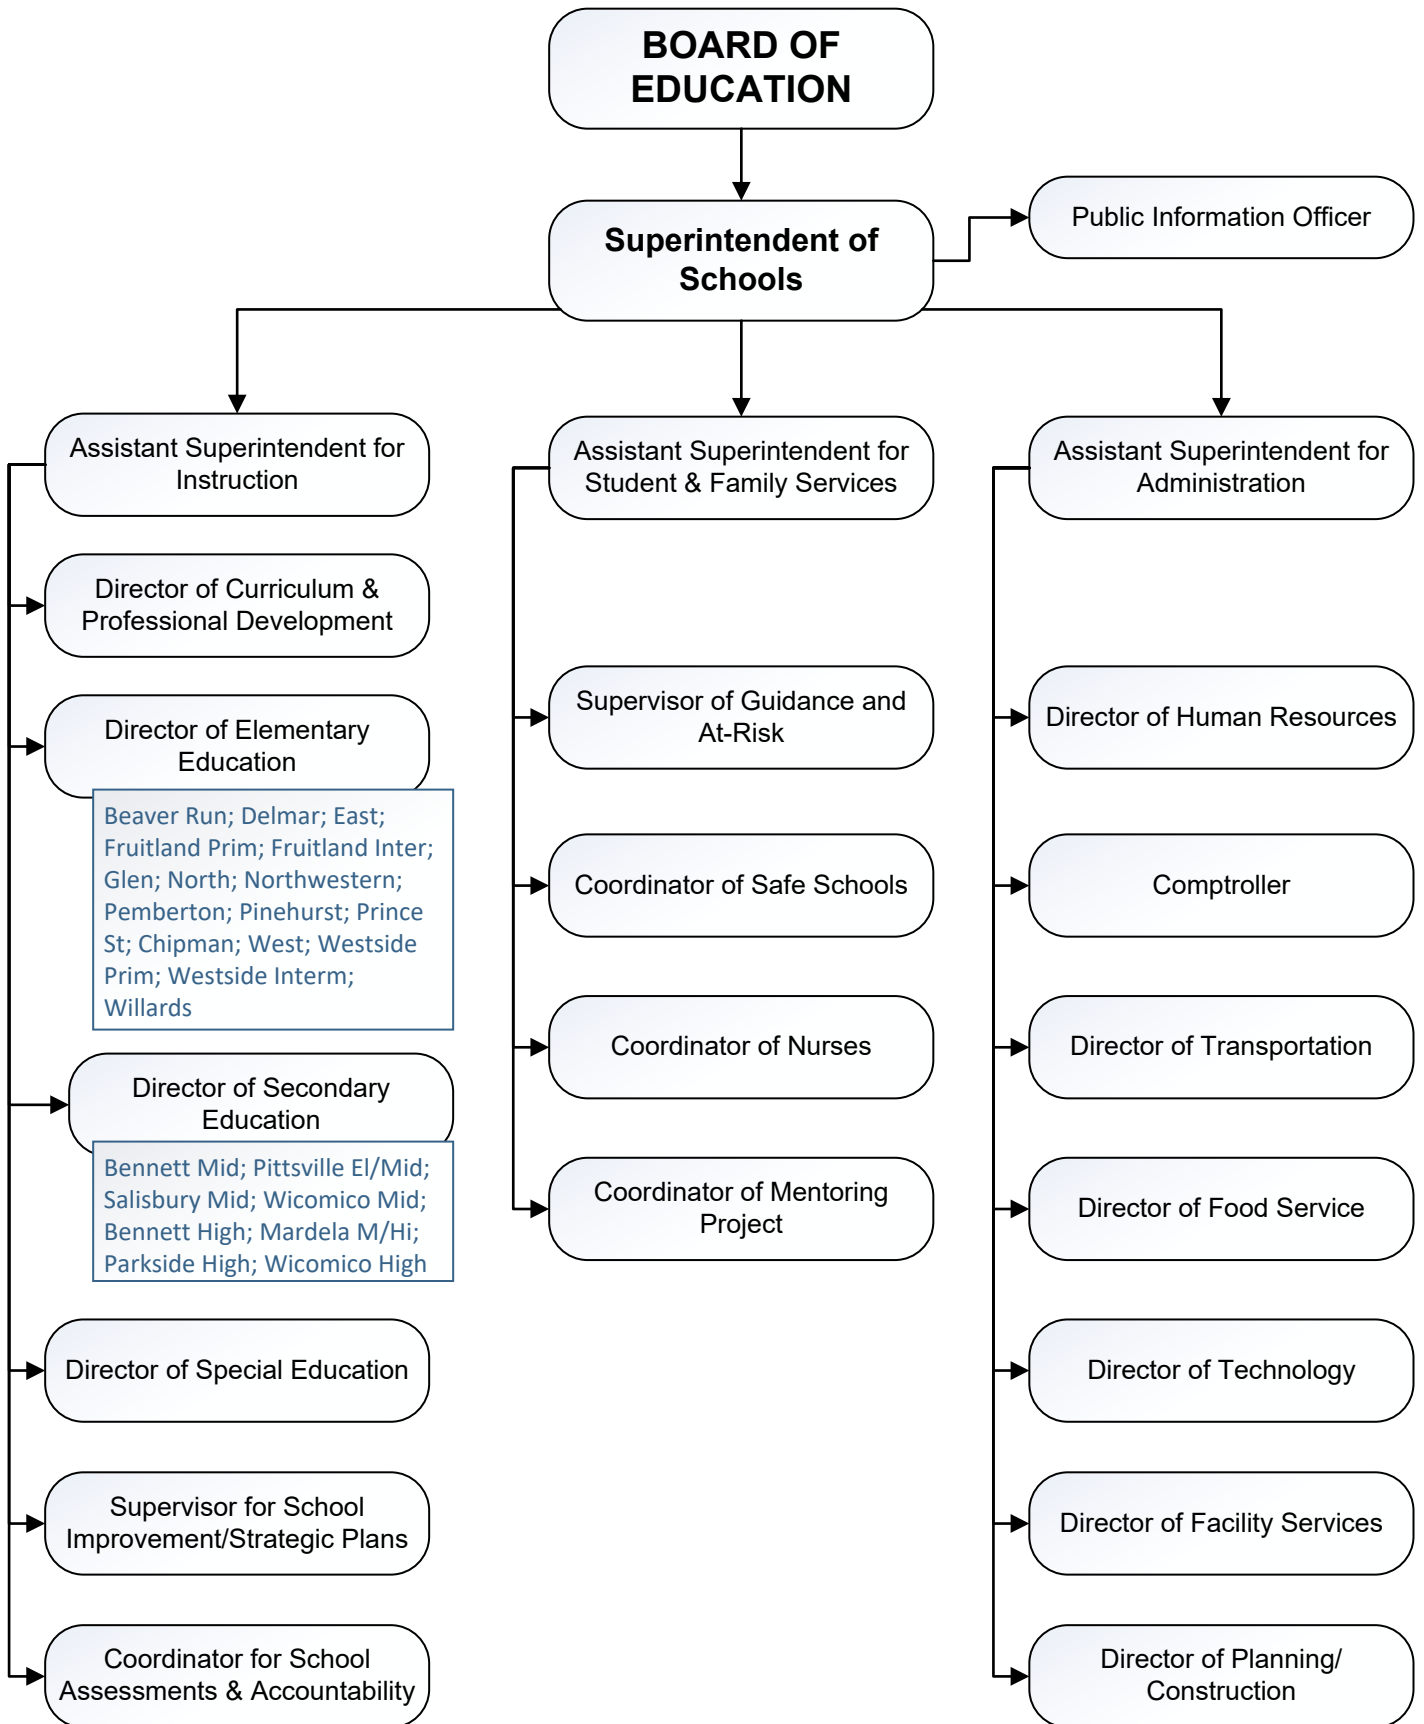 BOARD OF
EDUCATION
Superintendent of
Schools
Public Information Officer
Assistant Superintendent for
Instruction
Director of Curriculum &
Professional Development
Director of Elementary
Education
Beaver Run; Delmar; East;
Fruitland Prim; Fruitland Inter;
Glen; North; Northwestern;
Pemberton; Pinehurst; Prince
St; Chipman; West; Westside
Prim; Westside Interm;
Willards
Director of Secondary
Education
Bennett Mid; Pittsville El/Mid;
Salisbury Mid; Wicomico Mid;
Bennett High; Mardela M/Hi;
Parkside High; Wicomico High
Director of Special Education
Supervisor for School
Improvement/Strategic Plans
Coordinator for School
Assessments & Accountability
Assistant Superintendent for
Student & Family Services
Supervisor of Guidance and
At-Risk
Coordinator of Safe Schools
Coordinator of Nurses
Coordinator of Mentoring
Project
Assistant Superintendent for
Administration
Director of Human Resources
Comptroller
Director of Transportation
Director of Food Service
Director of Technology
Director of Facility Services
Director of Planning/
Construction